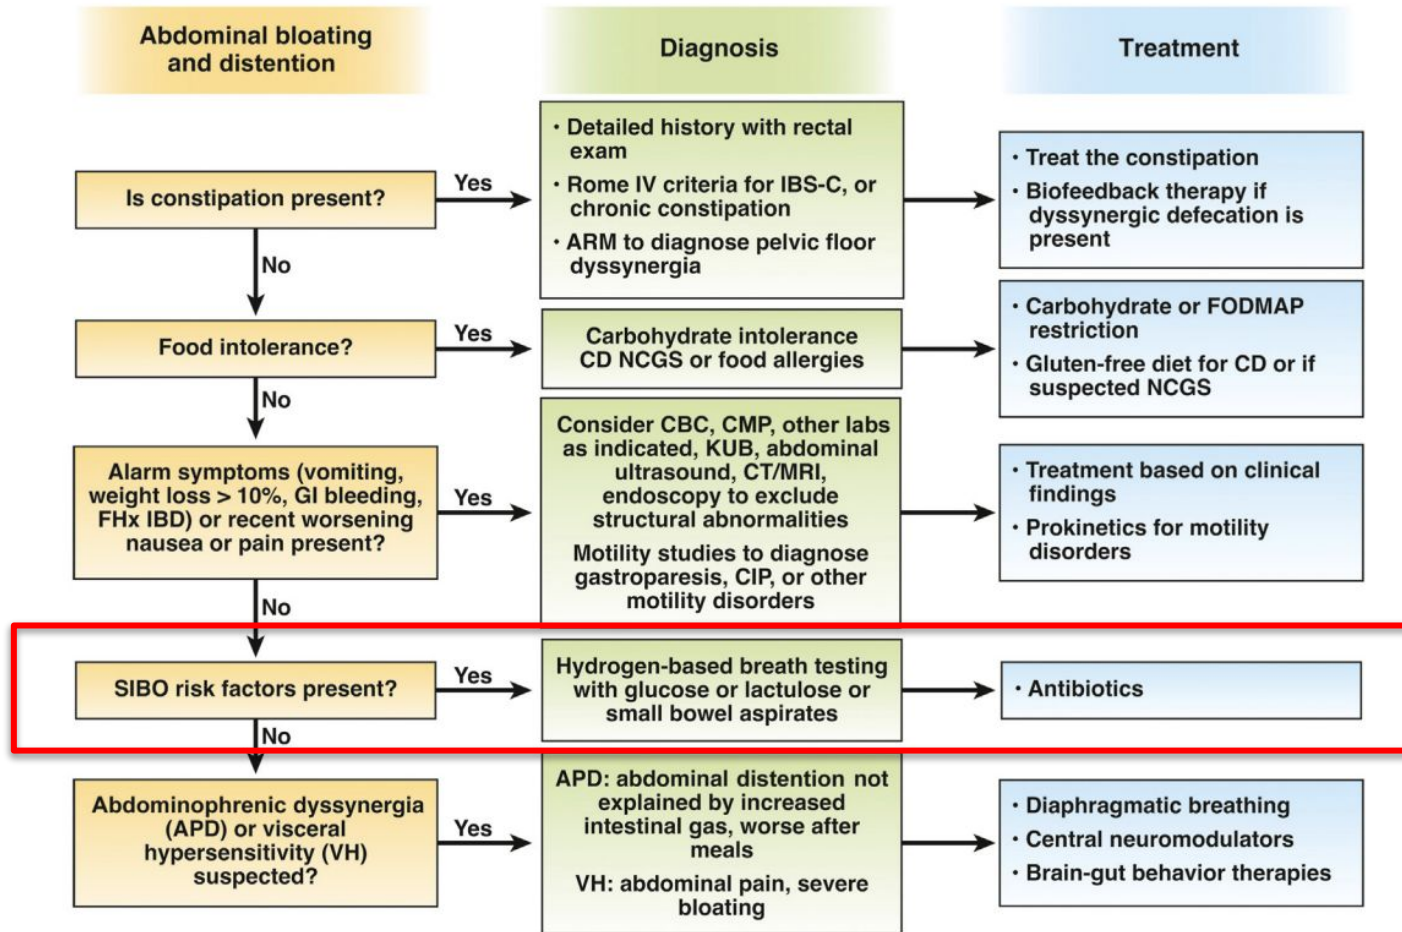 Abdominal bloating
and distention
Diagnosis
Treatment
Is constipation present?
Yes
· Detailed history with rectal
exam
· Rome IV criteria for IBS-C, or
chronic constipation
· ARM to diagnose pelvic floor
dyssynergia
· Treat the constipation
· Biofeedback therapy if
dyssynergic defecation is
present
No
Food intolerance?
Yes
Carbohydrate intolerance
CD NCGS or food allergies
· Carbohydrate or FODMAP
restriction
· Gluten-free diet for CD or if
suspected NCGS
No
Alarm symptoms (vomiting,
weight loss > 10%, GI bleeding,
FHx IBD) or recent worsening
nausea or pain present?
Yes
Consider CBC, CMP, other labs
as indicated, KUB, abdominal
ultrasound, CT/MRI,
endoscopy to exclude
structural abnormalities
Motility studies to diagnose
gastroparesis, CIP, or other
motility disorders
· Treatment based on clinical
findings
· Prokinetics for motility
disorders
No
SIBO risk factors present?
Yes
Hydrogen-based breath testing
with glucose or lactulose or
small bowel aspirates
· Antibiotics
No
Abdominophrenic dyssynergia
(APD) or visceral
hypersensitivity (VH)
suspected?
Yes
APD: abdominal distention not
explained by increased
intestinal gas, worse after
meals
VH: abdominal pain, severe
bloating
· Diaphragmatic breathing
· Central neuromodulators
· Brain-gut behavior therapies